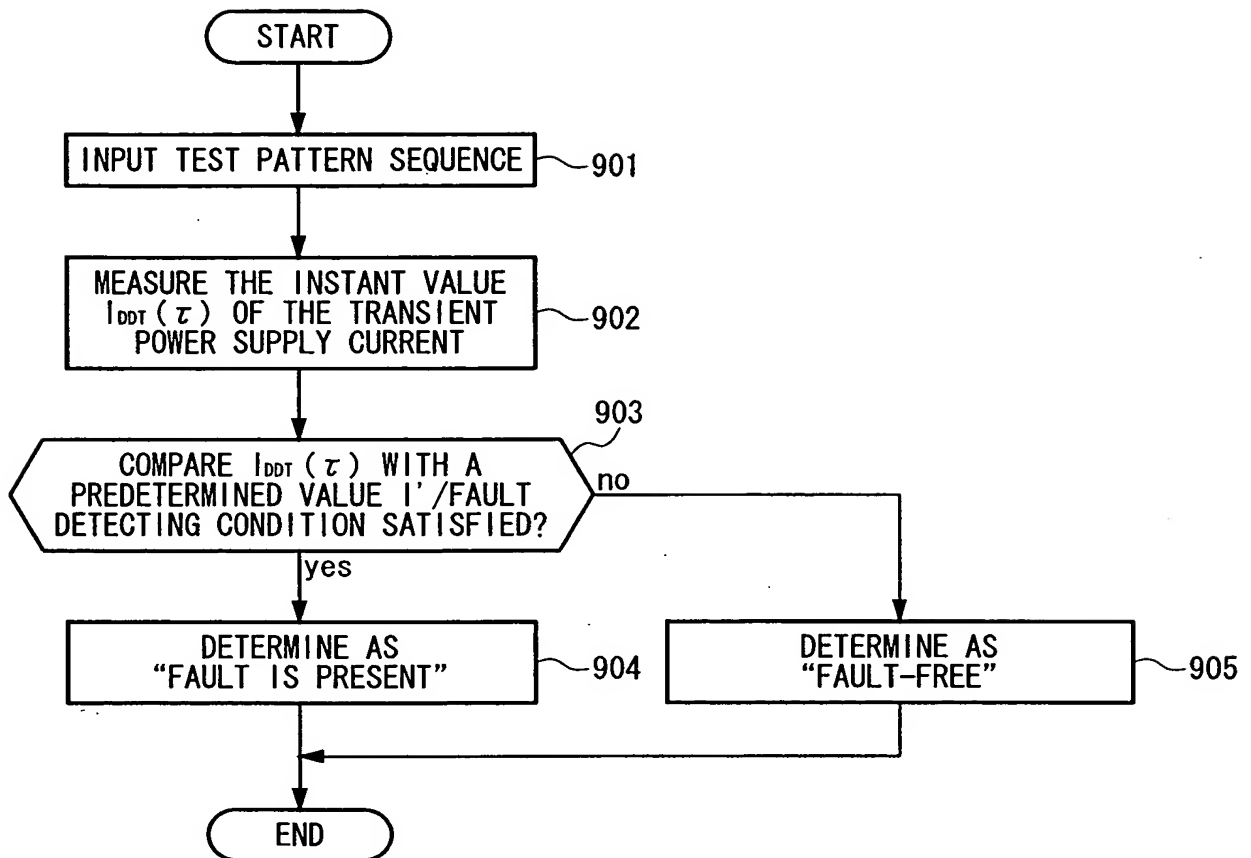 START
INPUT TEST PATTERN SEQUENCE
901
MEASURE THE INSTANT VALUE
IDDT(τ) OF THE TRANSIENT
POWER SUPPLY CURRENT
902
903
COMPARE IDDT(τ) WITH A
PREDETERMINED VALUE I'/FAULT
DETECTING CONDITION SATISFIED?
no
yes
DETERMINE AS
“FAULT IS PRESENT”
904
DETERMINE AS
“FAULT-FREE”
905
END